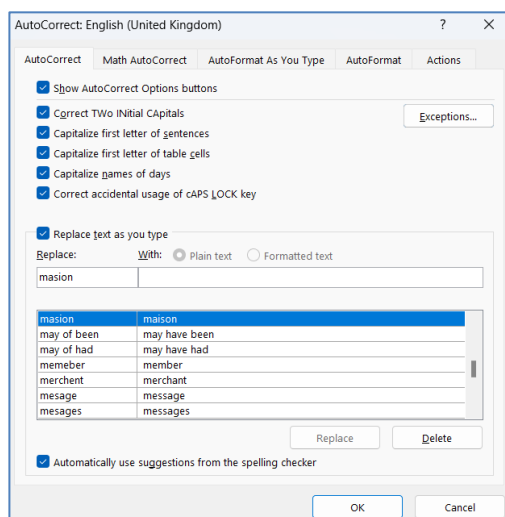 AutoCorrect: English (United Kingdom) ? ×
AutoCorrect Math AutoCorrect AutoFormat As You Type AutoFormat Actions
Show AutoCorrect Options buttons
Correct TWo INitial CApitals
Exceptions...
Capitalize first letter of sentences
Capitalize first letter of table cells
Capitalize names of days
Correct accidental usage of cAPS LOCK key
Replace text as you type
Replace: With: Plain text Formatted text
masion
masion maison
may of been may have been
may of had may have had
memeber member
merchent merchant
mesage message
mesages messages
Replace Delete
Automatically use suggestions from the spelling checker
OK Cancel